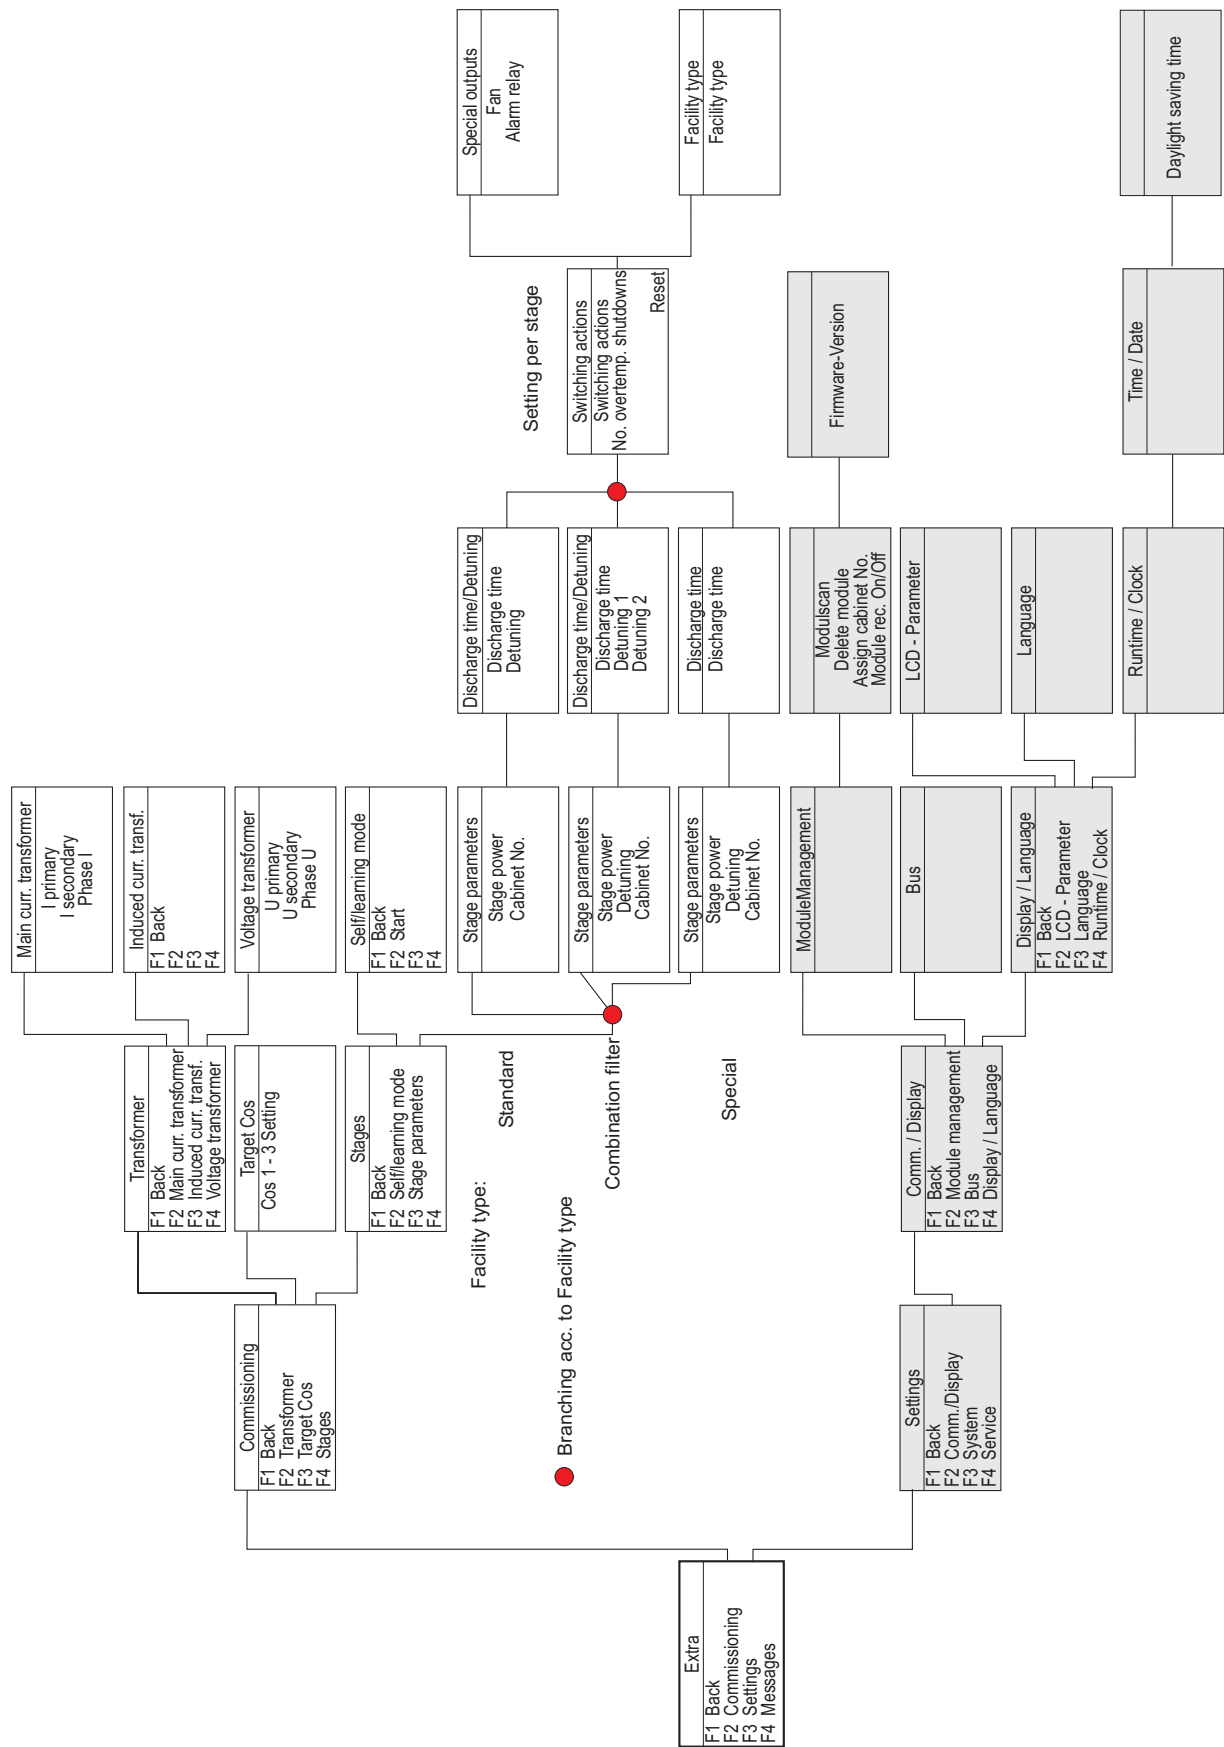 Extra
F1 Back
F2 Commissioning
F3 Settings
F4 Messages
Commissioning
F1 Back
F2 Transformer
F3 Target Cos
F4 Stages
Branching acc. to Facility type
Settings
F1 Back
F2 Comm./Display
F3 System
F4 Service
Transformer
F1 Back
F2 Main curr. transformer
F3 Induced curr. transf.
F4 Voltage transformer
Target Cos
Cos 1 - 3 Setting
Stages
F1 Back
F2 Self/learning mode
F3 Stage parameters
F4
Facility type:
Standard
Combination filter
Special
Comm. / Display
F1 Back
F2 Module management
F3 Bus
F4 Display / Language
Main curr. transformer
I primary
I secondary
Phase I
Induced curr. transf.
F1 Back
F2
F3
F4
Voltage transformer
U primary
U secondary
Phase U
Self/learning mode
F1 Back
F2 Start
F3
F4
Stage parameters
Stage power
Cabinet No.
Stage parameters
Stage power
Detuning
Cabinet No.
Stage parameters
Stage power
Detuning
Cabinet No.
ModuleManagement
Bus
Display / Language
F1 Back
F2 LCD - Parameter
F3 Language
F4 Runtime / Clock
Discharge time/Detuning
Discharge time
Detuning
Discharge time/Detuning
Discharge time
Detuning 1
Detuning 2
Discharge time
Discharge time
Modulscan
Delete module
Assign cabinet No.
Module rec. On/Off
LCD - Parameter
Language
Runtime / Clock
Setting per stage
Switching actions
Switching actions
No. overtemp. shutdowns
Reset
Firmware-Version
Time / Date
Special outputs
Fan
Alarm relay
Facility type
Facility type
Daylight saving time